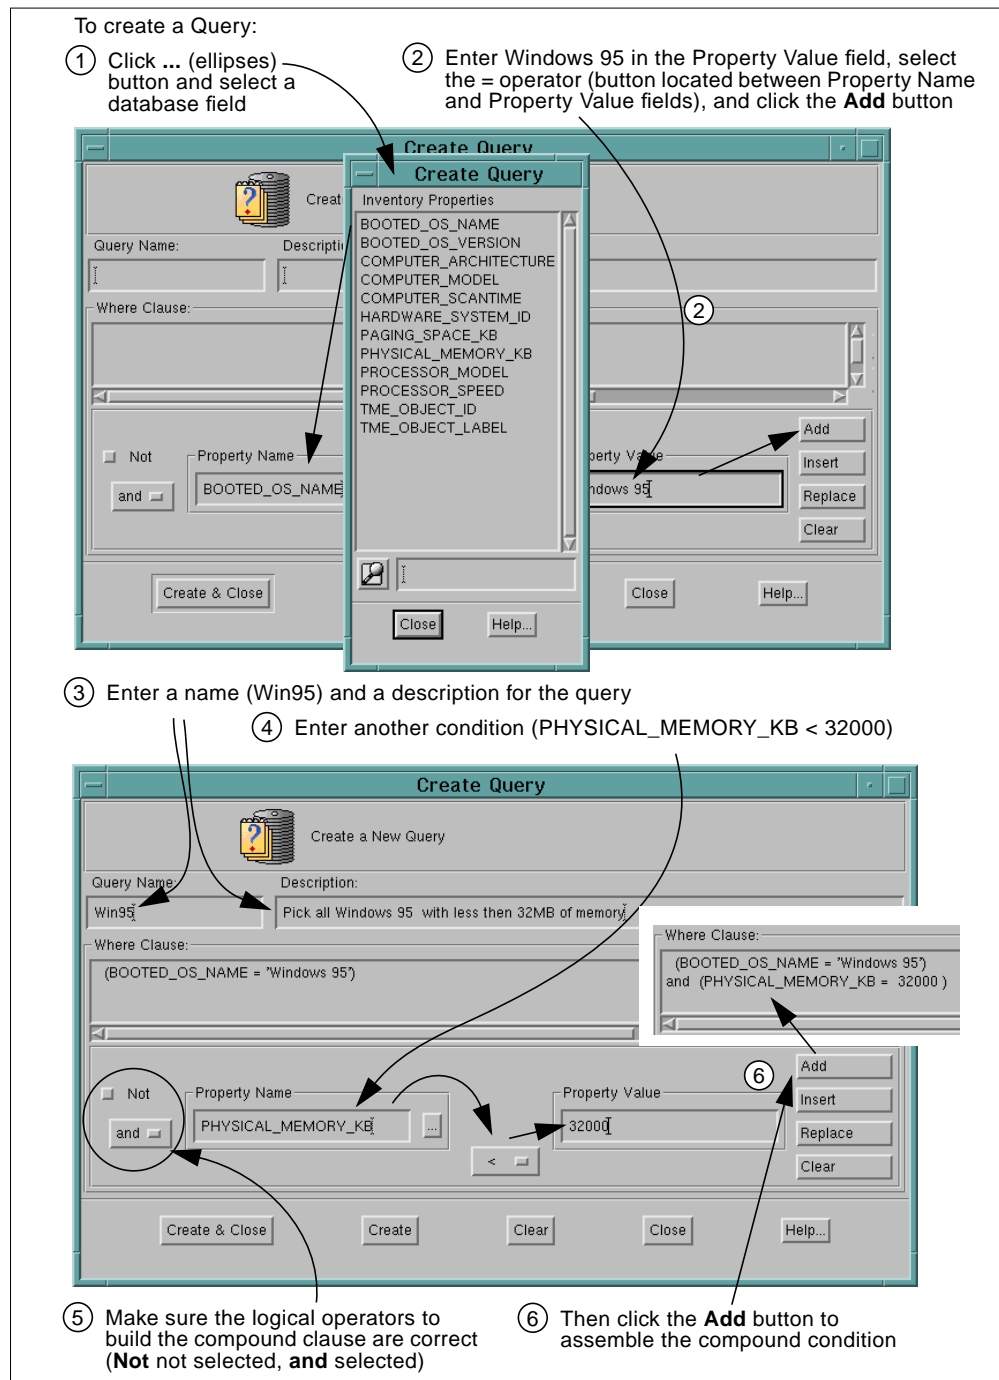 To create a Query:
1 Click ... (ellipses)
button and select a
database field
2 Enter Windows 95 in the Property Value field, select
the = operator (button located between Property Name
and Property Value fields), and click the Add button
Create Query
Create Query
Creat
Inventory Properties
BOOTED_OS_NAME
BOOTED_OS_VERSION
COMPUTER_ARCHITECTURE
COMPUTER_MODEL
COMPUTER_SCANTIME
HARDWARE_SYSTEM_ID
PAGING_SPACE_KB
PHYSICAL_MEMORY_KB
PROCESSOR_MODEL
PROCESSOR_SPEED
TME_OBJECT_ID
TME_OBJECT_LABEL
Query Name:
Descripti
Where Clause:
2
Not
and
Property Name
BOOTED_OS_NAME
perty Value
ndows 95
Add
Insert
Replace
Clear
Create & Close
Close
Help...
Close
Help...
3 Enter a name (Win95) and a description for the query
4 Enter another condition (PHYSICAL_MEMORY_KB < 32000)
Create Query
Create a New Query
Query Name:
Description:
Win95
Pick all Windows 95 with less then 32MB of memory
Where Clause:
(BOOTED_OS_NAME = 'Windows 95')
Where Clause:
(BOOTED_OS_NAME = 'Windows 95')
and (PHYSICAL_MEMORY_KB = 32000 )
Not
and
Property Name
PHYSICAL_MEMORY_KB
...
<
Property Value
32000
6
Add
Insert
Replace
Clear
Create & Close
Create
Clear
Close
Help...
5 Make sure the logical operators to
build the compound clause are correct
(Not not selected, and selected)
6 Then click the Add button to
assemble the compound condition